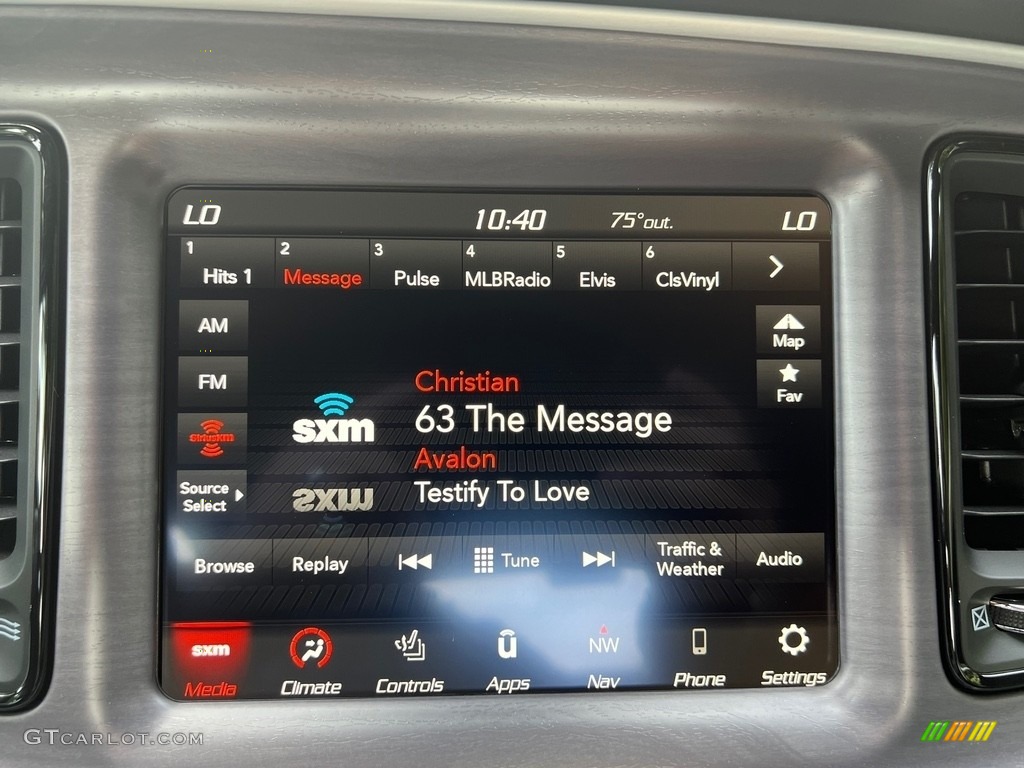 LO 10:40 75°out. LO
1 2 3 4 5 6
Hits 1 Message Pulse MLBRadio Elvis ClsVinyl
AM
Map
FM
Fav
SiriusXM
Source
Select
sxm
Christian
63 The Message
Avalon
Testify To Love
Browse Replay Tune Traffic & Weather Audio
sxm NW
Media Climate Controls Apps Nav Phone Settings
GTCARLOT.COM